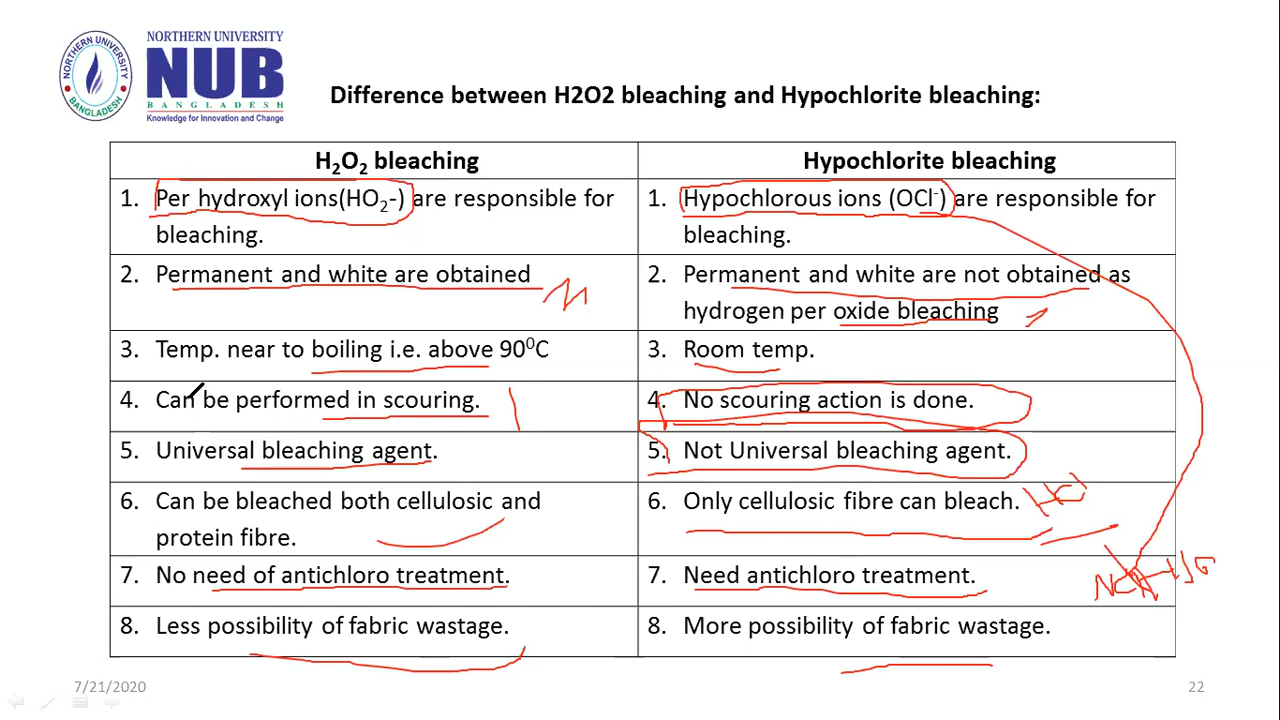 NORTHERN UNIVERSITY
NUB
BANGLADESH
Knowledge for Innovation and Change
NORTHERN UNIVERSITY
BANGLADESH
Difference between H2O2 bleaching and Hypochlorite bleaching:
H₂O₂ bleaching
Hypochlorite bleaching
1. Per hydroxyl ions(HO₂-) are responsible for
bleaching.
1. Hypochlorous ions (OCl⁻) are responsible for
bleaching.
2. Permanent and white are obtained
2. Permanent and white are not obtained as
hydrogen per oxide bleaching
3. Temp. near to boiling i.e. above 90⁰C
3. Room temp.
4. Can be performed in scouring.
4. No scouring action is done.
5. Universal bleaching agent.
5. Not Universal bleaching agent.
6. Can be bleached both cellulosic and
protein fibre.
6. Only cellulosic fibre can bleach.
HCl
7. No need of antichloro treatment.
7. Need antichloro treatment.
8. Less possibility of fabric wastage.
8. More possibility of fabric wastage.
7/21/2020
22